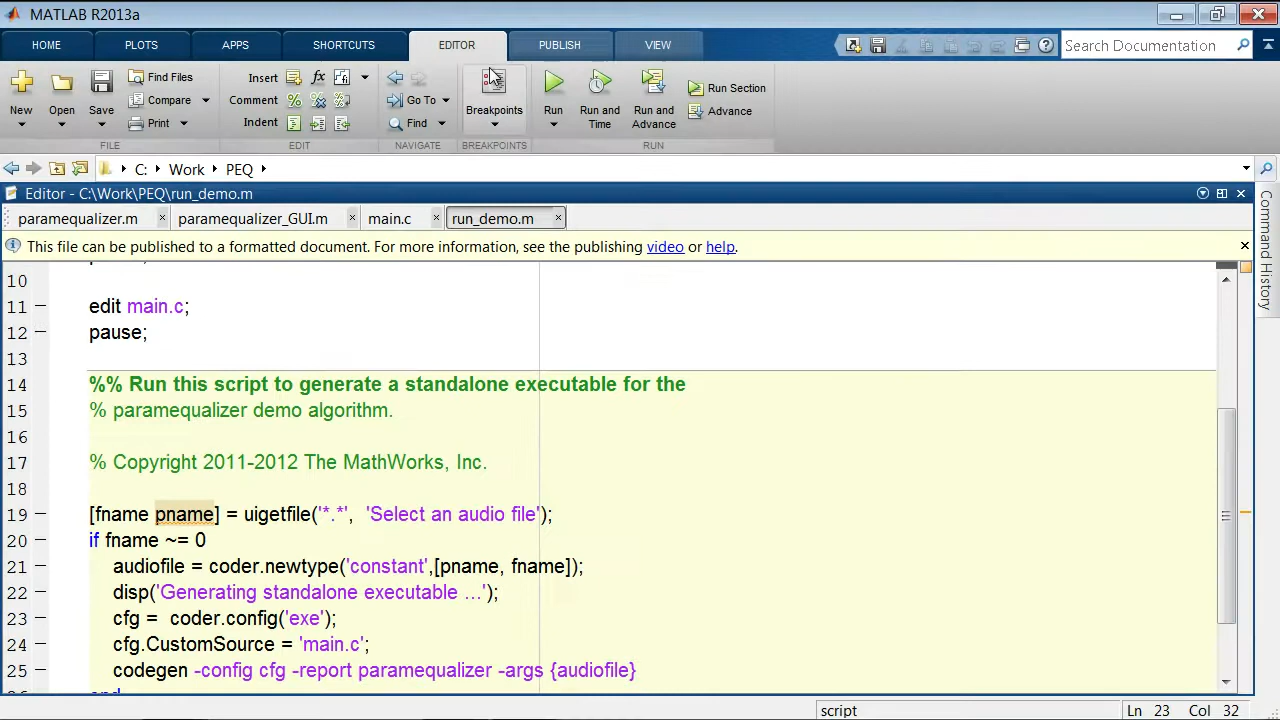 MATLAB R2013a
HOME PLOTS APPS SHORTCUTS EDITOR PUBLISH VIEW Search Documentation
New Open Save Find Files Compare Print
Insert Comment Indent
Go To Find
Breakpoints
Run Run and Time Run and Advance Run Section Advance
FILE EDIT NAVIGATE BREAKPOINTS RUN
C: Work PEQ
Editor - C:\Work\PEQ\run_demo.m
paramequalizer.m paramequalizer_GUI.m main.c run_demo.m
This file can be published to a formatted document. For more information, see the publishing video or help.
Command History
10
11 edit main.c;
12 pause;
13
14 %% Run this script to generate a standalone executable for the
15 % paramequalizer demo algorithm.
16
17 % Copyright 2011-2012 The MathWorks, Inc.
18
19 [fname pname] = uigetfile('*.*',  'Select an audio file');
20 if fname ~= 0
21 audiofile = coder.newtype('constant',[pname, fname]);
22 disp('Generating standalone executable ...');
23 cfg =  coder.config('exe');
24 cfg.CustomSource = 'main.c';
25 codegen -config cfg -report paramequalizer -args {audiofile}
script Ln 23 Col 32